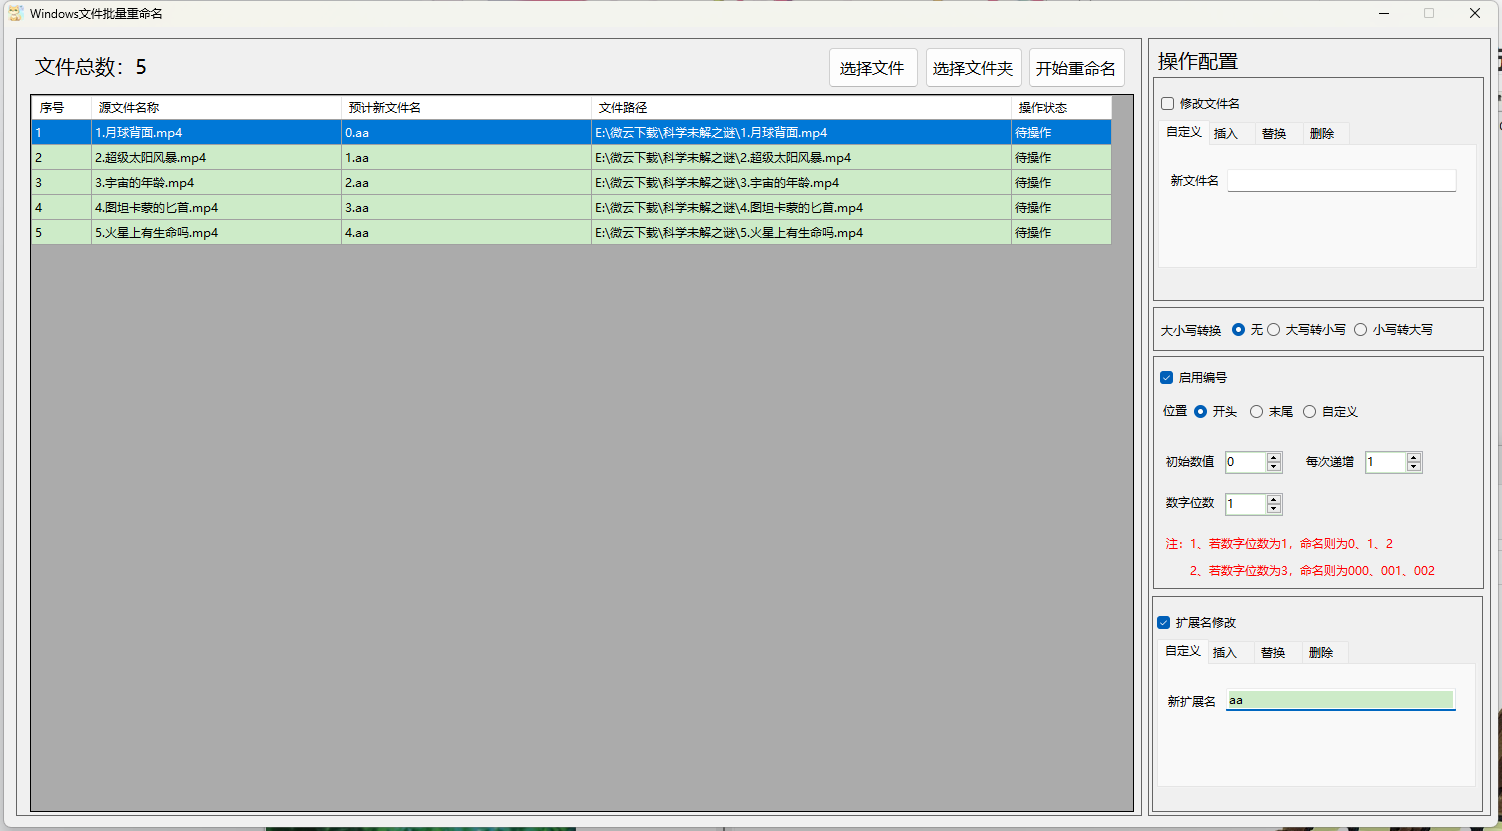 Windows文件批量重命名
文件总数：5
选择文件 选择文件夹 开始重命名
序号 源文件名称 预计新文件名 文件路径 操作状态
1 1.月球背面.mp4 0.aa E:\微云下载\科学未解之谜\1.月球背面.mp4 待操作
2 2.超级太阳风暴.mp4 1.aa E:\微云下载\科学未解之谜\2.超级太阳风暴.mp4 待操作
3 3.宇宙的年龄.mp4 2.aa E:\微云下载\科学未解之谜\3.宇宙的年龄.mp4 待操作
4 4.图坦卡蒙的匕首.mp4 3.aa E:\微云下载\科学未解之谜\4.图坦卡蒙的匕首.mp4 待操作
5 5.火星上有生命吗.mp4 4.aa E:\微云下载\科学未解之谜\5.火星上有生命吗.mp4 待操作
操作配置
修改文件名
自定义 插入 替换 删除
新文件名
大小写转换 无 大写转小写 小写转大写
启用编号
位置 开头 末尾 自定义
初始数值 0 每次递增 1
数字位数 1
注：1、若数字位数为1，命名则为0、1、2
2、若数字位数为3，命名则为000、001、002
扩展名修改
自定义 插入 替换 删除
新扩展名 aa